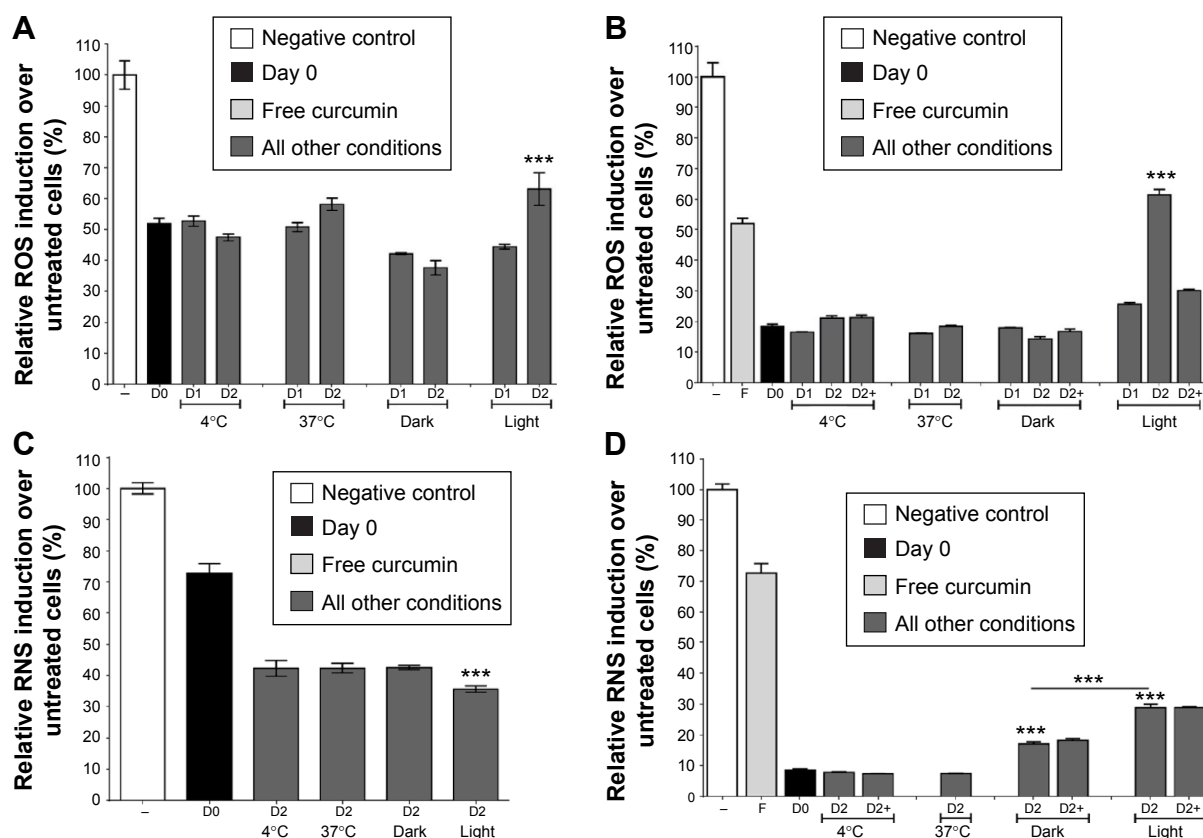 A
Relative ROS induction over
untreated cells (%)
110
100
90
80
70
60
50
40
30
20
10
0
Negative control
Day 0
Free curcumin
All other conditions
***
– D0 D1 D2 D1 D2 D1 D2 D1 D2
4°C 37°C Dark Light
B
Relative ROS induction over
untreated cells (%)
110
100
90
80
70
60
50
40
30
20
10
0
Negative control
Day 0
Free curcumin
All other conditions
***
– F D0 D1 D2 D2+ D1 D2 D1 D2 D2+ D1 D2 D2+
4°C 37°C Dark Light
C
Relative RNS induction over
untreated cells (%)
110
100
90
80
70
60
50
40
30
20
10
0
Negative control
Day 0
Free curcumin
All other conditions
***
– D0 D2 D2 D2 D2
4°C 37°C Dark Light
D
Relative RNS induction over
untreated cells (%)
110
100
90
80
70
60
50
40
30
20
10
0
Negative control
Day 0
Free curcumin
All other conditions
***
***
***
– F D0 D2 D2+ D2 D2 D2+ D2 D2+
4°C 37°C Dark Light